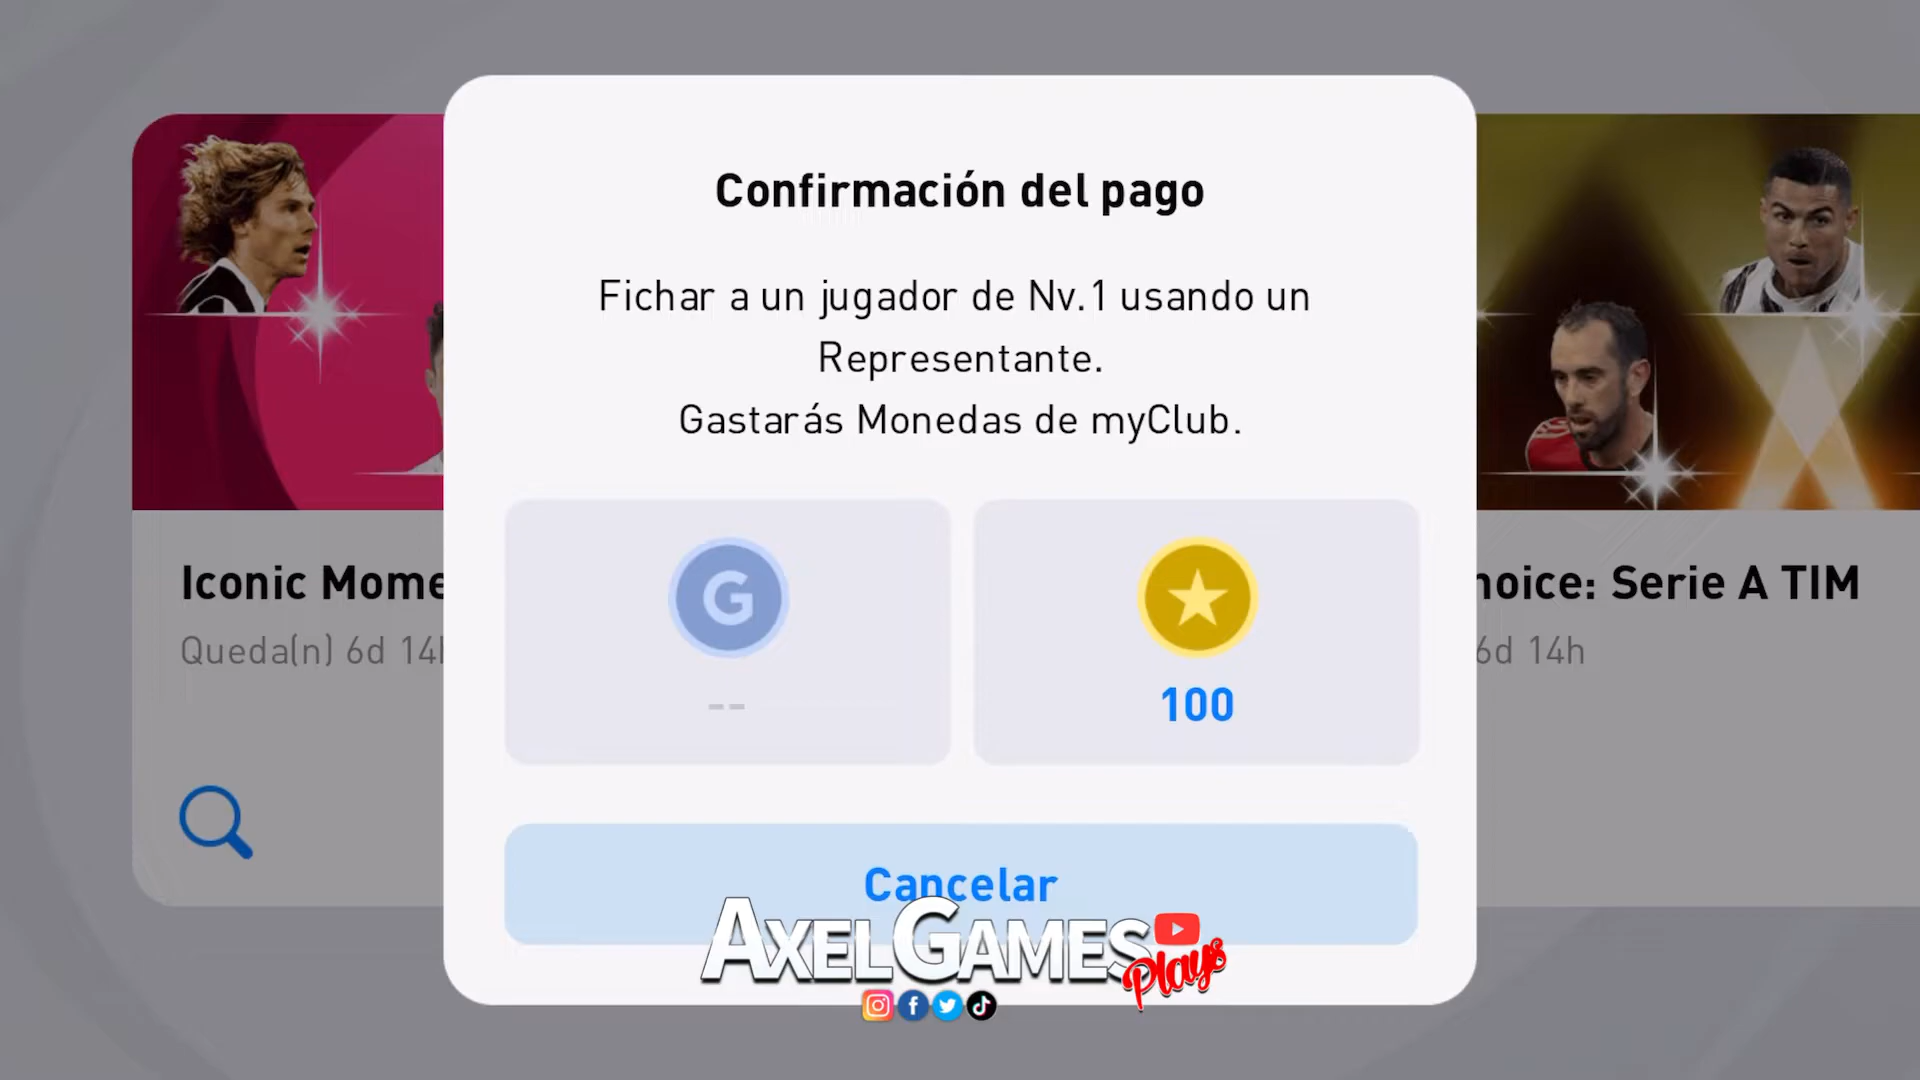 Confirmación del pago
Fichar a un jugador de Nv.1 usando un
Representante.
Gastarás Monedas de myClub.
G
--
100
Cancelar
Iconic Mome
Queda(n) 6d 14h
hoice: Serie A TIM
6d 14h
AXELGAMES
Plays